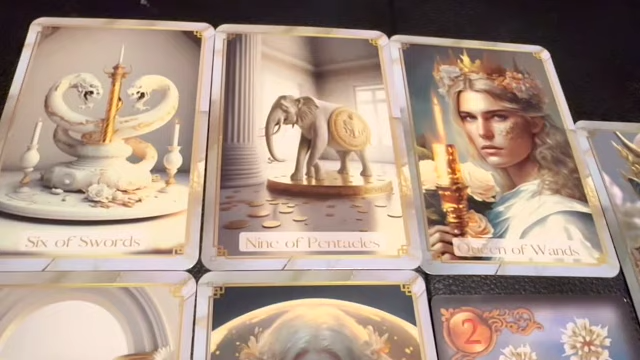 Six of Swords
Nine of Pentacles
Queen of Wands
2